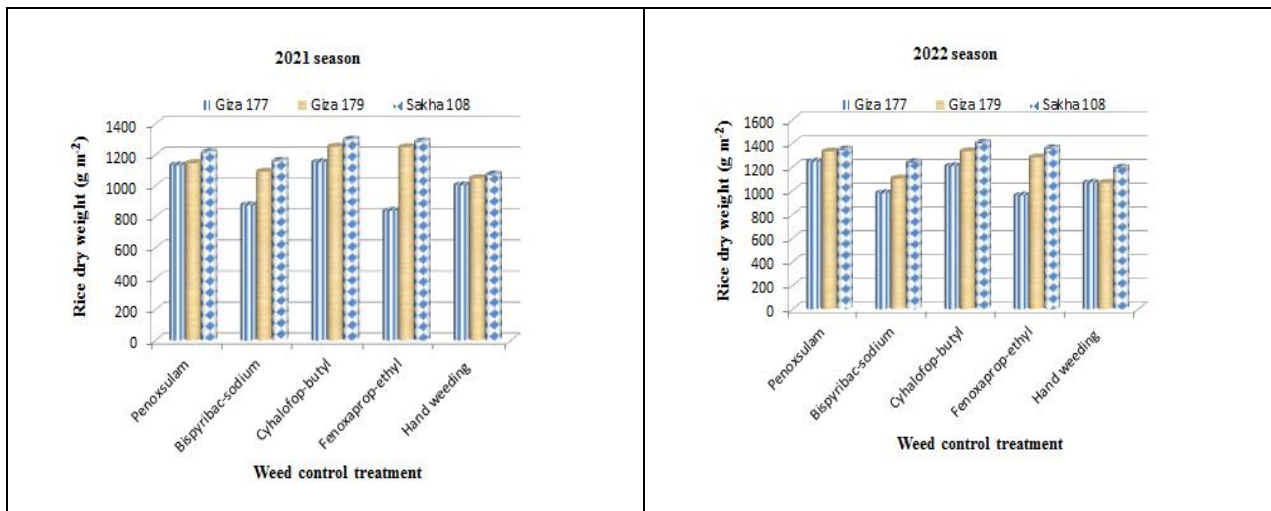 2021 season
Giza 177 Giza 179 Sakha 108
Rice dry weight (g m-2)
1400
1200
1000
800
600
400
200
0
Penoxsulam
Bispyribac-sodium
Cyhalofop-butyl
Fenoxaprop-ethyl
Hand weeding
Weed control treatment
2022 season
Giza 177 Giza 179 Sakha 108
Rice dry weight (g m-2)
1600
1400
1200
1000
800
600
400
200
0
Penoxsulam
Bispyribac-sodium
Cyhalofop-butyl
Fenoxaprop-ethyl
Hand weeding
Weed control treatment